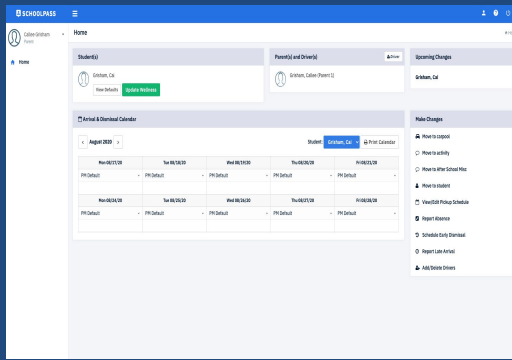 SCHOOLPASS
Callee Grisham
Parent
Home
Home
Student(s)
Grisham, Cai
View Defaults
Update Wellness
Parent(s) and Driver(s)
Driver
Grisham, Callee (Parent 1)
Upcoming Changes
Grisham, Cai
Arrival & Dismissal Calendar
August 2020
Student:
Grisham, Cai
Print Calendar
Mon 08/17/20 Tue 08/18/20 Wed 08/19/20 Thu 08/20/20 Fri 08/21/20
PM Default PM Default PM Default PM Default PM Default
Mon 08/24/20 Tue 08/25/20 Wed 08/26/20 Thu 08/27/20 Fri 08/28/20
PM Default PM Default PM Default PM Default PM Default
Make Changes
Move to carpool
Move to activity
Move to After School Misc
Move to student
View/Edit Pickup Schedule
Report Absence
Schedule Early Dismissal
Report Late Arrival
Add/Delete Drivers